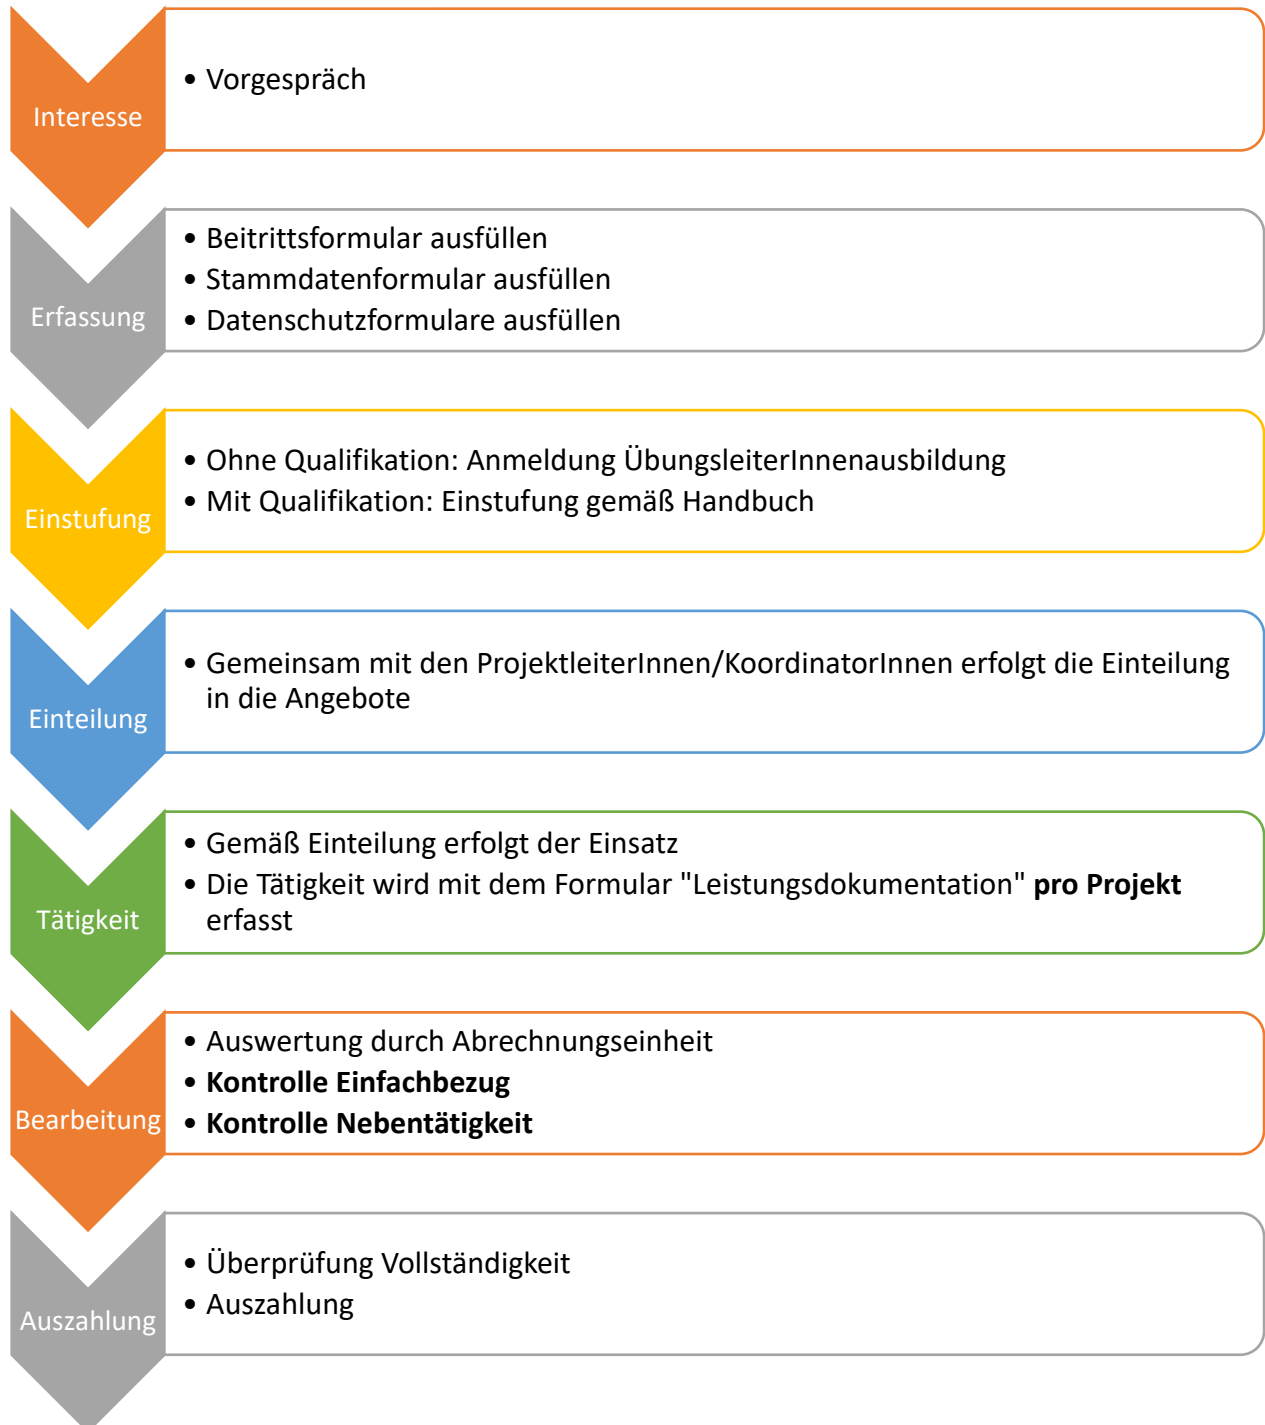 Interesse
• Vorgespräch
Erfassung
• Beitrittsformular ausfüllen
• Stammdatenformular ausfüllen
• Datenschutzformulare ausfüllen
Einstufung
• Ohne Qualifikation: Anmeldung ÜbungsleiterInnenausbildung
• Mit Qualifikation: Einstufung gemäß Handbuch
Einteilung
• Gemeinsam mit den ProjektleiterInnen/KoordinatorInnen erfolgt die Einteilung
in die Angebote
Tätigkeit
• Gemäß Einteilung erfolgt der Einsatz
• Die Tätigkeit wird mit dem Formular "Leistungsdokumentation" pro Projekt
erfasst
Bearbeitung
• Auswertung durch Abrechnungseinheit
• Kontrolle Einfachbezug
• Kontrolle Nebentätigkeit
Auszahlung
• Überprüfung Vollständigkeit
• Auszahlung